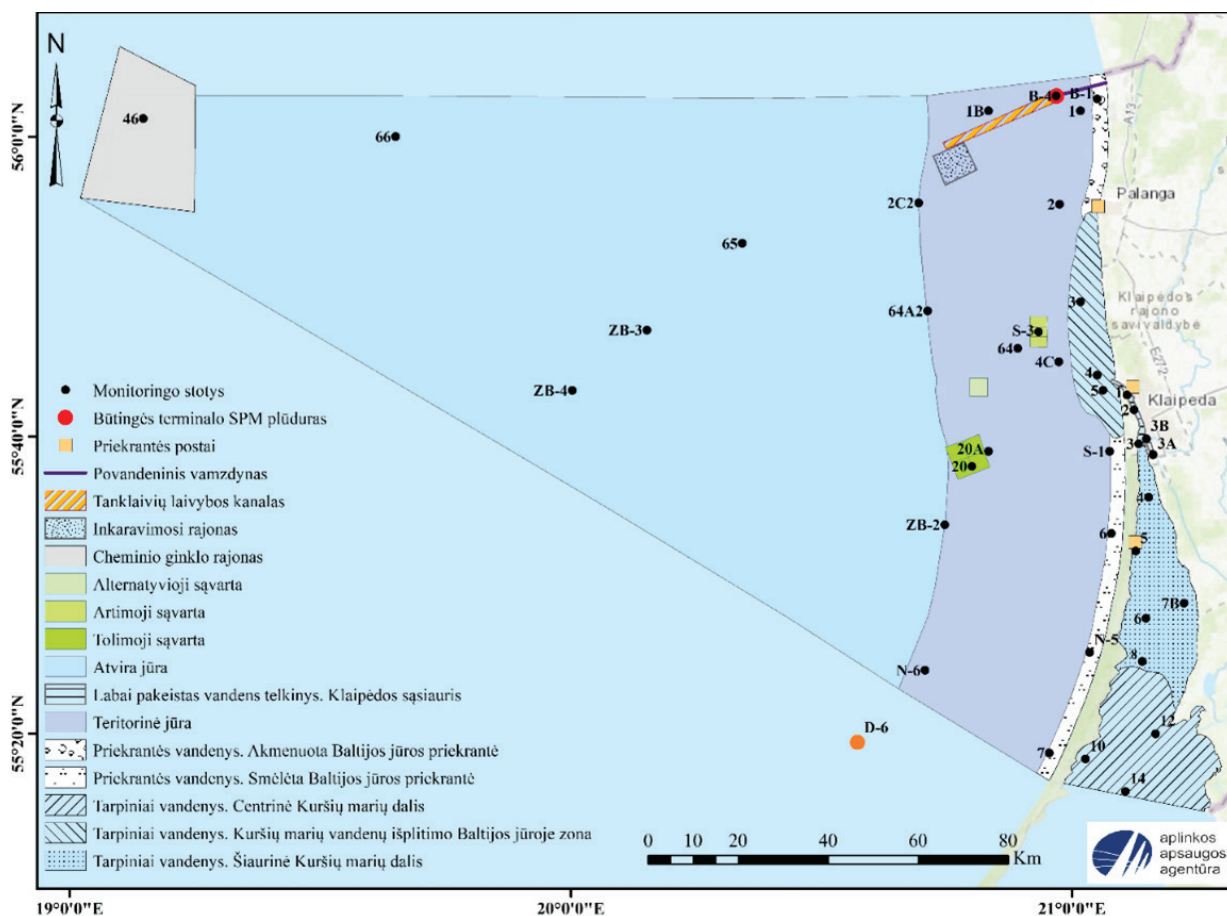 N
46
66
B-4
B-1
1B
1
56°0'0"N
Palanga
2C2
2
65
Klaipėdos
rajono
savivaldybė
A13
E272
64A2
3
ZB-3
S-3
64
4C
ZB-4
4
5
1
Klaipėda
2
3B
3
3A
55°40'0"N
20A
20
S-1
4
ZB-2
6
5
7B
6
N-5
8
N-6
12
D-6
7
10
14
55°20'0"N
Monitoringo stotys
Būtingės terminalo SPM plūduras
Priekrantės postai
Povandeninis vamzdynas
Tanklaivių laivybos kanalas
Inkaravimosi rajonas
Cheminio ginklo rajonas
Alternatyvioji sąvarta
Artimoji sąvarta
Tolimoji sąvarta
Atvira jūra
Labai pakeistas vandens telkinys. Klaipėdos sąsiauris
Teritorinė jūra
Priekrantės vandenys. Akmenuota Baltijos jūros priekrantė
Priekrantės vandenys. Smėlėta Baltijos jūros priekrantė
Tarpiniai vandenys. Centrinė Kuršių marių dalis
Tarpiniai vandenys. Kuršių marių vandenų išplitimo Baltijos jūroje zona
Tarpiniai vandenys. Šiaurinė Kuršių marių dalis
0 10 20 40 60 80
Km
aplinkos
apsaugos
agentūra
19°0'0"E 20°0'0"E 21°0'0"E